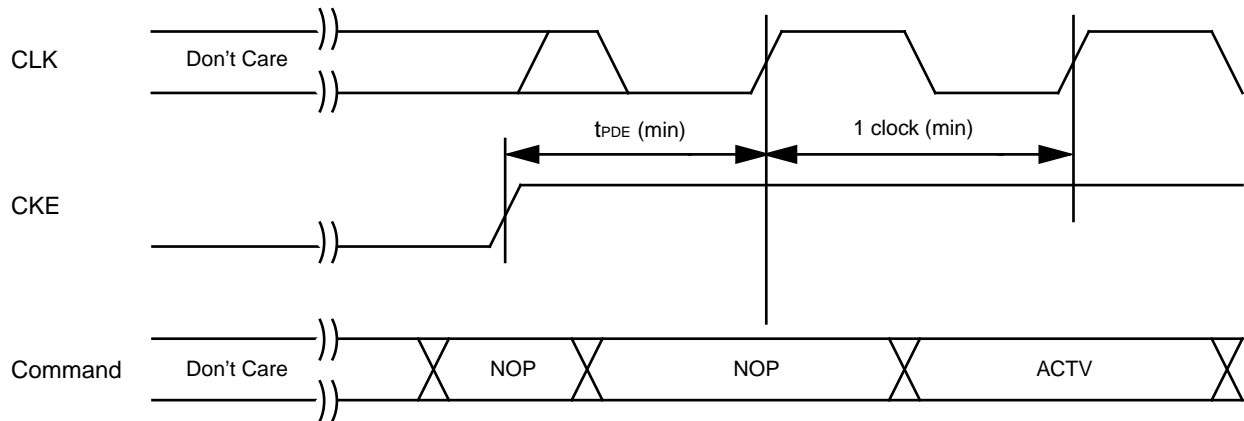 CLK
Don't Care
tPDE (min)
1 clock (min)
CKE
Command
Don't Care
NOP
NOP
ACTV